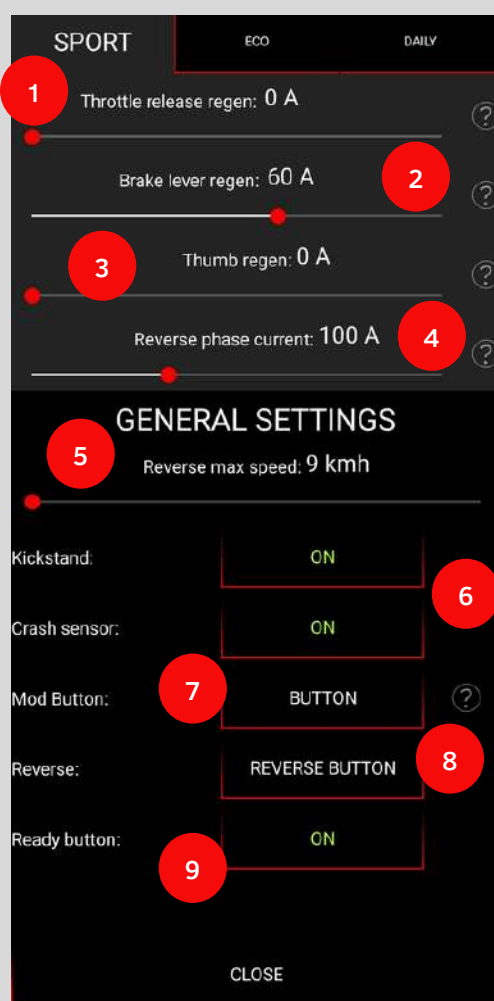 SPORT ECO DAILY
1 Throttle release regen: 0 A ?
Brake lever regen: 60 A 2 ?
3 Thumb regen: 0 A ?
Reverse phase current: 100 A 4 ?
GENERAL SETTINGS
5 Reverse max speed: 9 kmh
Kickstand: ON
6
Crash sensor: ON
Mod Button: 7 BUTTON ?
Reverse: REVERSE BUTTON 8
Ready button: ON
9
CLOSE